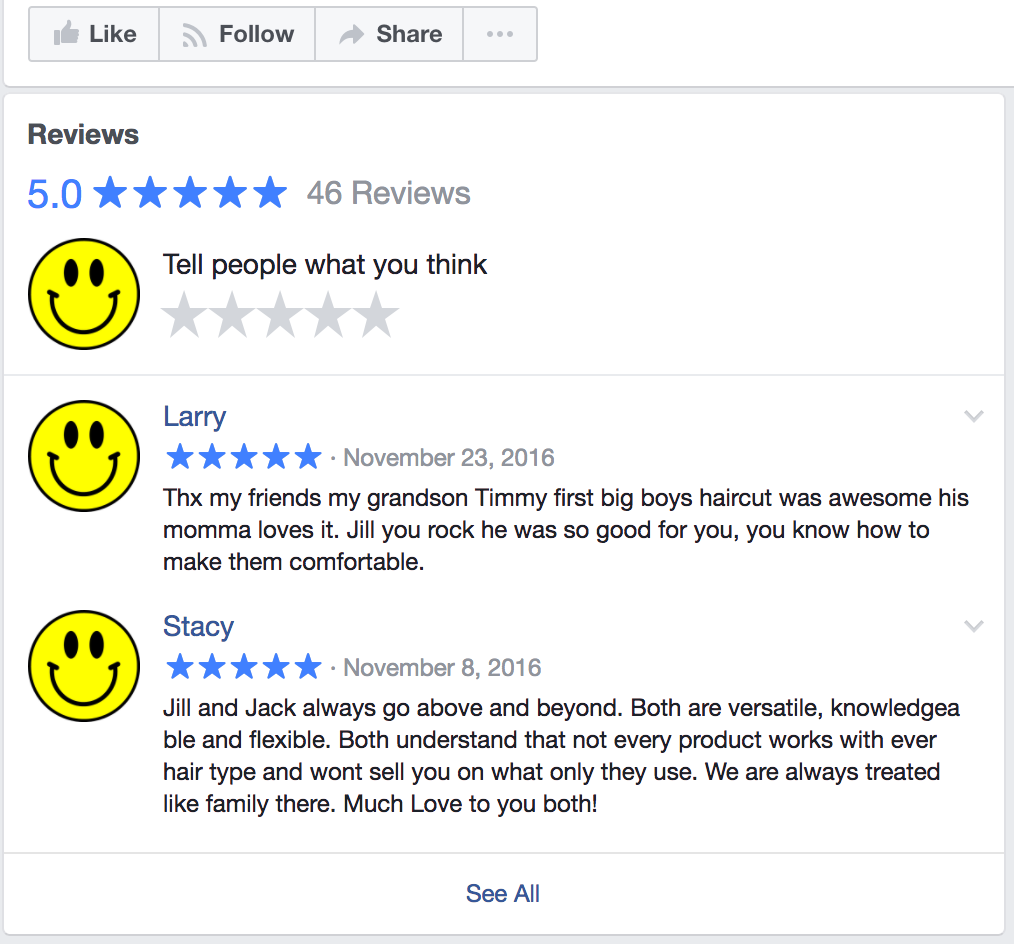 Like Follow Share ...
Reviews
5.0 ★★★★★ 46 Reviews
Tell people what you think
Larry
★★★★★ · November 23, 2016
Thx my friends my grandson Timmy first big boys haircut was awesome his
momma loves it. Jill you rock he was so good for you, you know how to
make them comfortable.
Stacy
★★★★★ · November 8, 2016
Jill and Jack always go above and beyond. Both are versatile, knowledgea
ble and flexible. Both understand that not every product works with ever
hair type and wont sell you on what only they use. We are always treated
like family there. Much Love to you both!
See All